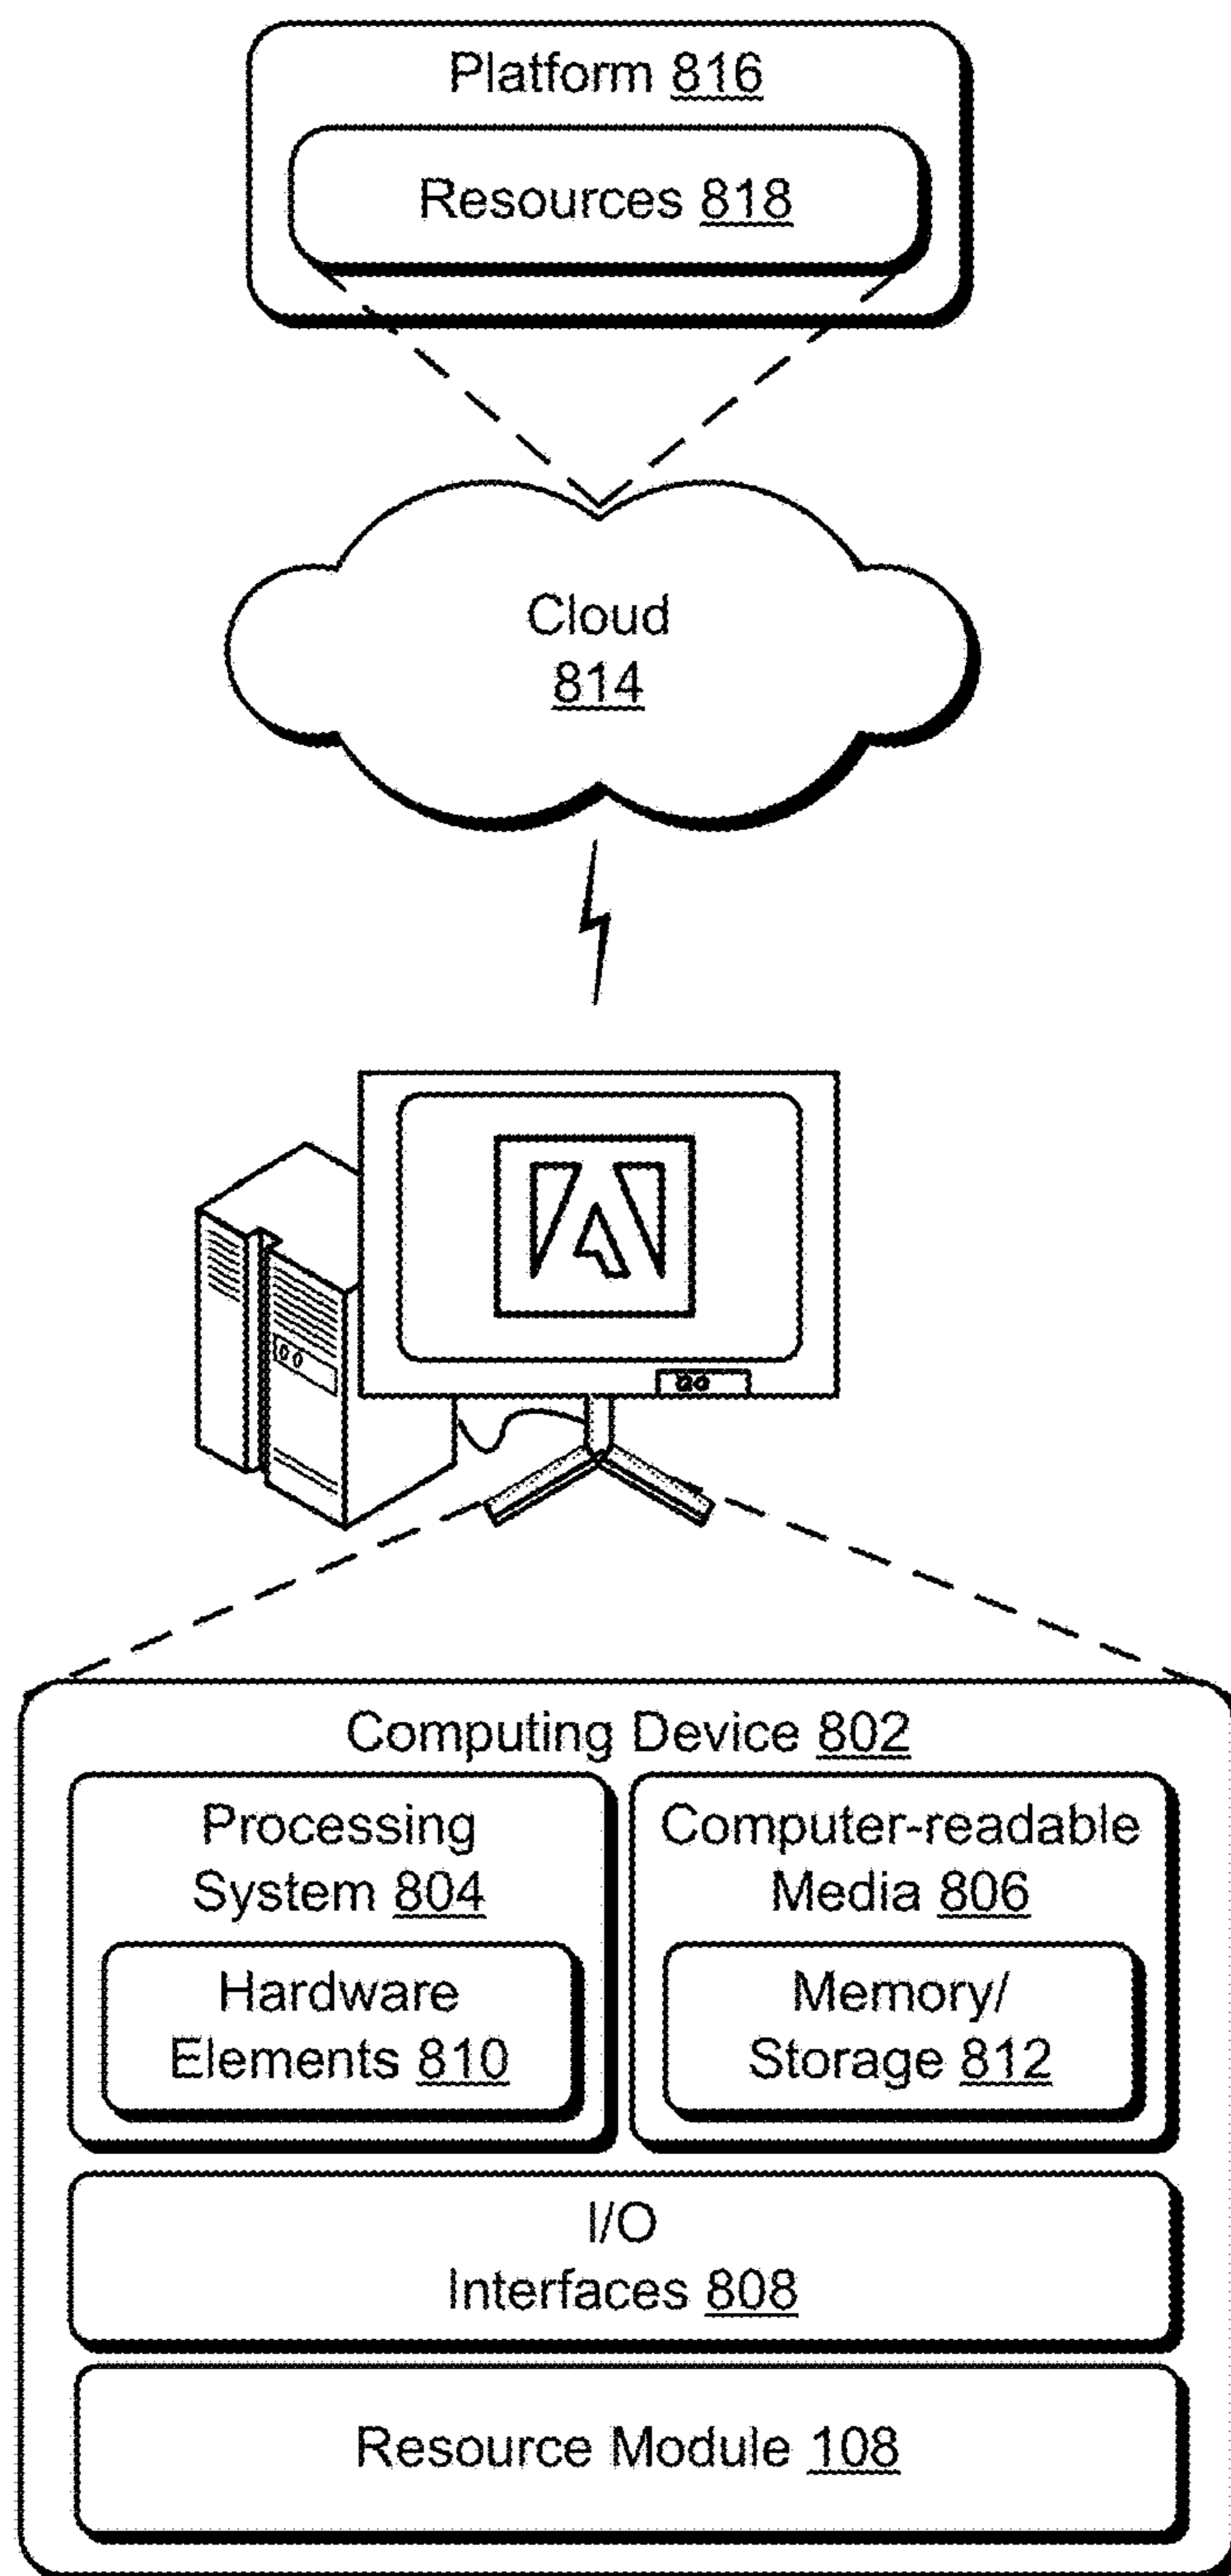 Platform 816
Resources 818
Cloud
814
Computing Device 802
Processing
System 804
Hardware
Elements 810
Computer-readable
Media 806
Memory/
Storage 812
I/O
Interfaces 808
Resource Module 108